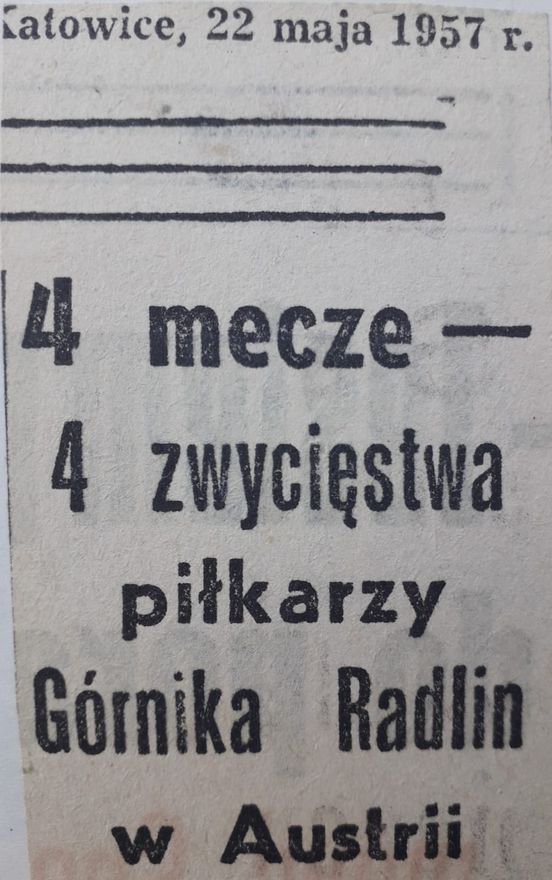 Katowice, 22 maja 1957 r.
4 mecze —
4 zwycięstwa
piłkarzy
Górnika Radlin
w Austrii